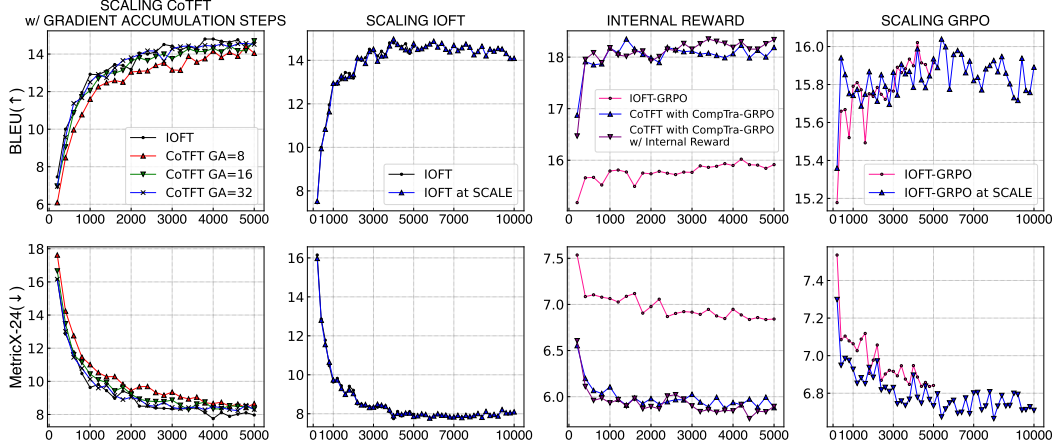 SCALING CoTFT
w/ GRADIENT ACCUMULATION STEPS
SCALING IOFT
INTERNAL REWARD
SCALING GRPO
BLEU(↑)
14
12
10
8
6
0 1000 2000 3000 4000 5000
IOFT
CoTFT GA=8
CoTFT GA=16
CoTFT GA=32
14
12
10
8
0 1000 3000 5000 7000 10000
IOFT
IOFT at SCALE
18
17
16
0 1000 2000 3000 4000 5000
IOFT-GRPO
CoTFT with CompTra-GRPO
CoTFT with CompTra-GRPO
w/ Internal Reward
16.0
15.8
15.6
15.4
15.2
0 1000 3000 5000 7000 10000
IOFT-GRPO
IOFT-GRPO at SCALE
MetricX-24(↓)
18
16
14
12
10
8
0 1000 2000 3000 4000 5000
16
14
12
10
8
0 1000 3000 5000 7000 10000
7.5
7.0
6.5
6.0
0 1000 2000 3000 4000 5000
7.4
7.2
7.0
6.8
0 1000 3000 5000 7000 10000